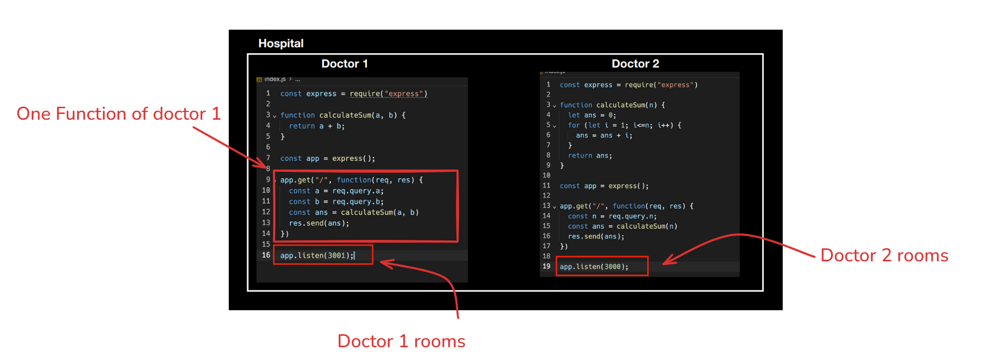 Hospital
Doctor 1
Doctor 2
One Function of doctor 1
JS index.js > ...
1 const express = require("express")
2
3 function calculateSum(a, b) {
4 return a + b;
5 }
6
7 const app = express();
8
9 app.get("/", function(req, res) {
10 const a = req.query.a;
11 const b = req.query.b;
12 const ans = calculateSum(a, b)
13 res.send(ans);
14 })
15
16 app.listen(3001);
index.js
1 const express = require("express")
2
3 function calculateSum(n) {
4 let ans = 0;
5 for (let i = 1; i<=n; i++) {
6 ans = ans + i;
7 }
8 return ans;
9 }
10
11 const app = express();
12
13 app.get("/", function(req, res) {
14 const n = req.query.n;
15 const ans = calculateSum(n)
16 res.send(ans);
17 })
18
19 app.listen(3000);
Doctor 2 rooms
Doctor 1 rooms